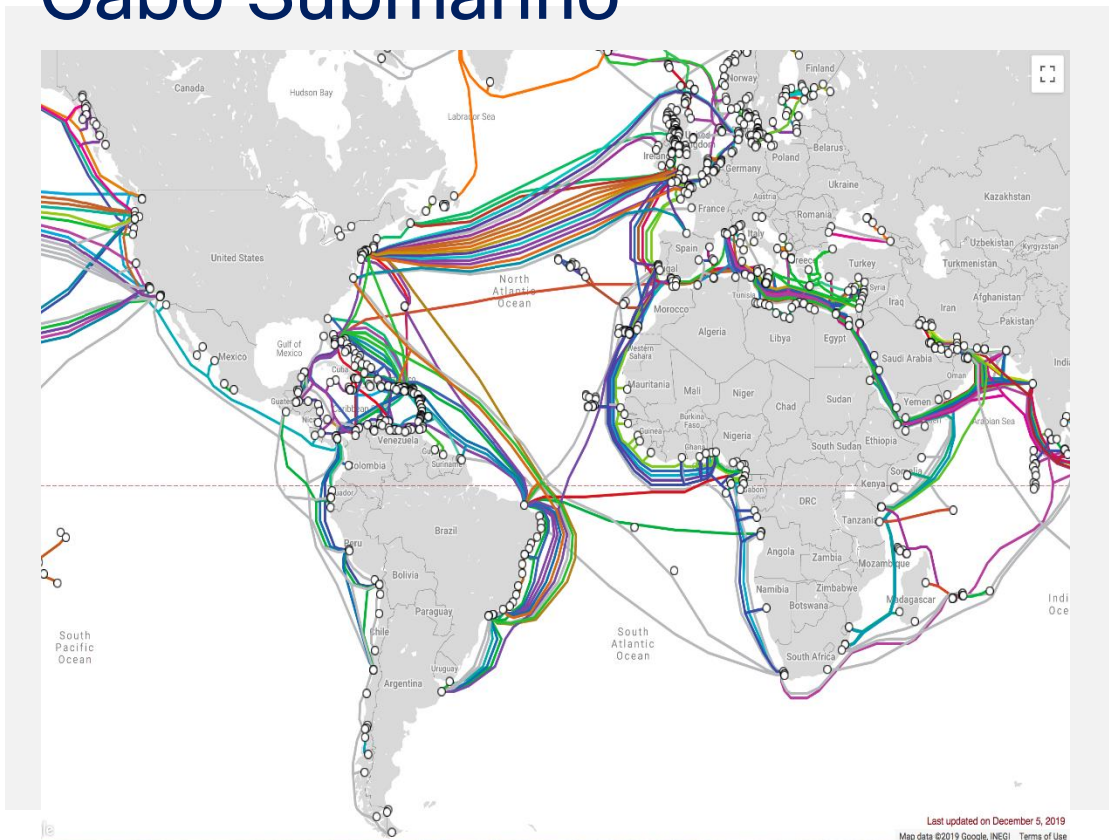 Cabo Submarino
Canada
Hudson Bay
Labrador Sea
Norway
Finland
United
Kingdom
Ireland
Belarus
Poland
Germany
Ukraine
Kazakhstan
Austria
France
Romania
Italy
Uzbekistan
Kyrgyzstan
Spain
Turkey
Turkmenistan
United States
North
Atlantic
Ocean
Syria
Tunisia
Afghanistan
Iraq
Iran
Morocco
Pakistan
Algeria
Libya
Egypt
Gulf of
Mexico
Western
Sahara
Saudi Arabia
Mexico
Cuba
Oman
Mauritania
Mali
Niger
Sudan
Chad
Yemen
Burkina
Faso
Arabian Sea
Guinea
Nigeria
Ghana
Ethiopia
South Sudan
Venezuela
Colombia
Suriname
Somalia
Kenya
DRC
Tanzania
Brazil
Peru
Angola
Zambia
Mozambique
Bolivia
Zimbabwe
Namibia
Madagascar
Botswana
Paraguay
South
Pacific
Ocean
Chile
South
Atlantic
Ocean
South Africa
Uruguay
Argentina
Last updated on December 5, 2019
Map data ©2019 Google, INEGI Terms of Use